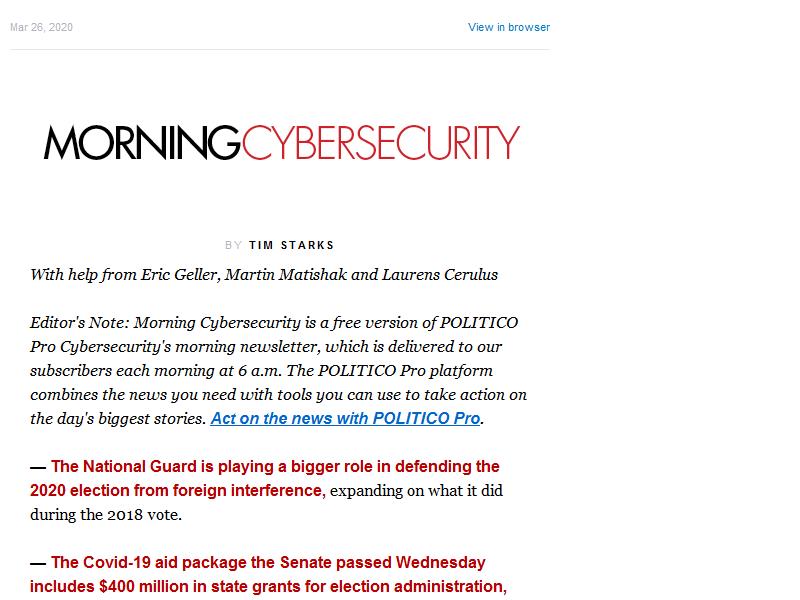 Mar 26, 2020 View in browser
MORNINGCYBERSECURITY
BY TIM STARKS
With help from Eric Geller, Martin Matishak and Laurens Cerulus
Editor's Note: Morning Cybersecurity is a free version of POLITICO
Pro Cybersecurity's morning newsletter, which is delivered to our
subscribers each morning at 6 a.m. The POLITICO Pro platform
combines the news you need with tools you can use to take action on
the day's biggest stories. Act on the news with POLITICO Pro.
— The National Guard is playing a bigger role in defending the
2020 election from foreign interference, expanding on what it did
during the 2018 vote.
— The Covid-19 aid package the Senate passed Wednesday
includes $400 million in state grants for election administration,